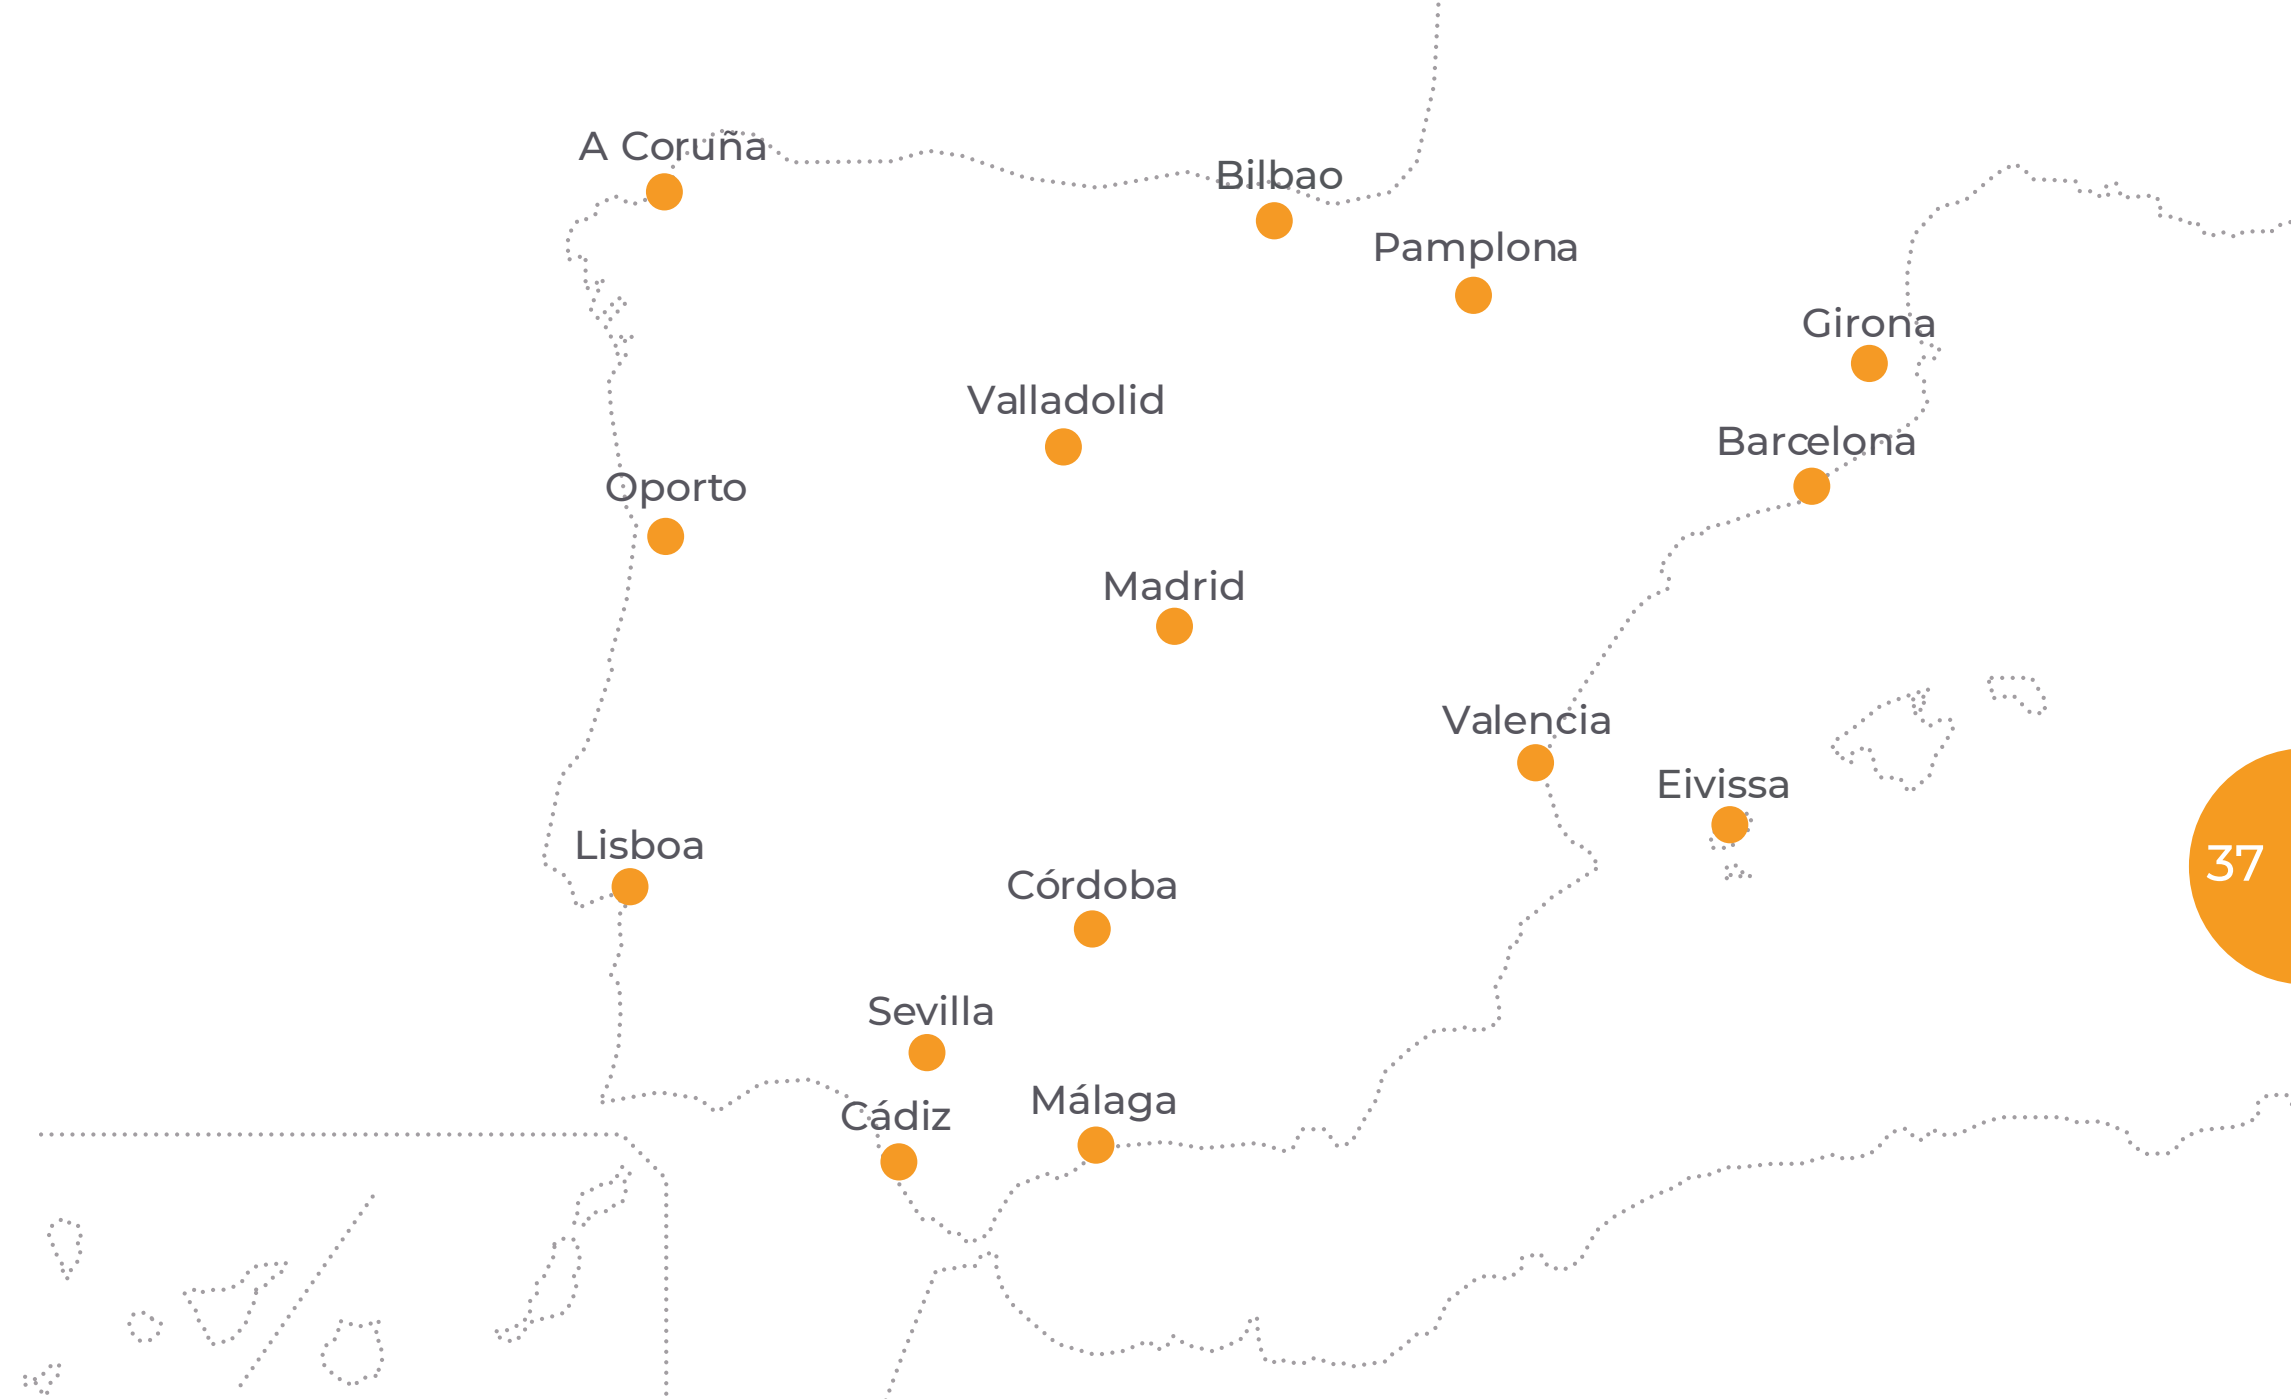 A Coruña
Bilbao
Pamplona
Girona
Valladolid
Barcelona
Oporto
Madrid
Valencia
Eivissa
Lisboa
37
Córdoba
Sevilla
Málaga
Cádiz